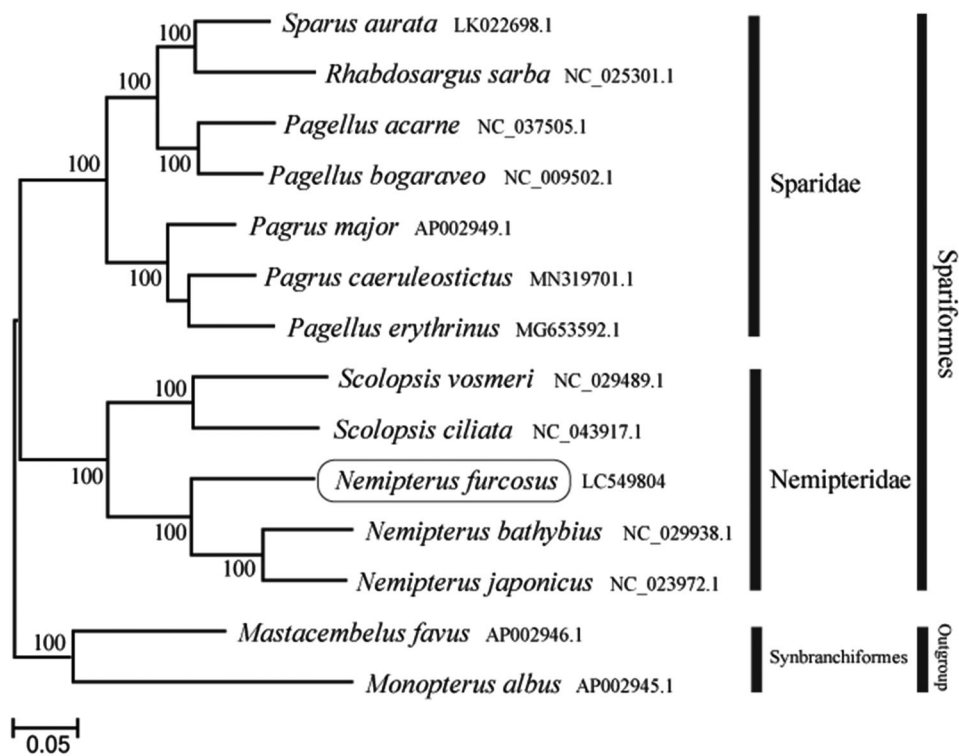 100
Sparus aurata LK022698.1
Rhabdosargus sarba NC_025301.1
100
Pagellus acarne NC_037505.1
100
Pagellus bogaraveo NC_009502.1
100
Sparidae
Pagrus major AP002949.1
100
Pagrus caeruleostictus MN319701.1
Pagellus erythrinus MG653592.1
Spariformes
Scolopsis vosmeri NC_029489.1
100
Scolopsis ciliata NC_043917.1
100
Nemipterus furcosus LC549804
Nemipteridae
100
Nemipterus bathybius NC_029938.1
100
Nemipterus japonicus NC_023972.1
100
Mastacembelus favus AP002946.1
Synbranchiformes
Outgroup
Monopterus albus AP002945.1
0.05